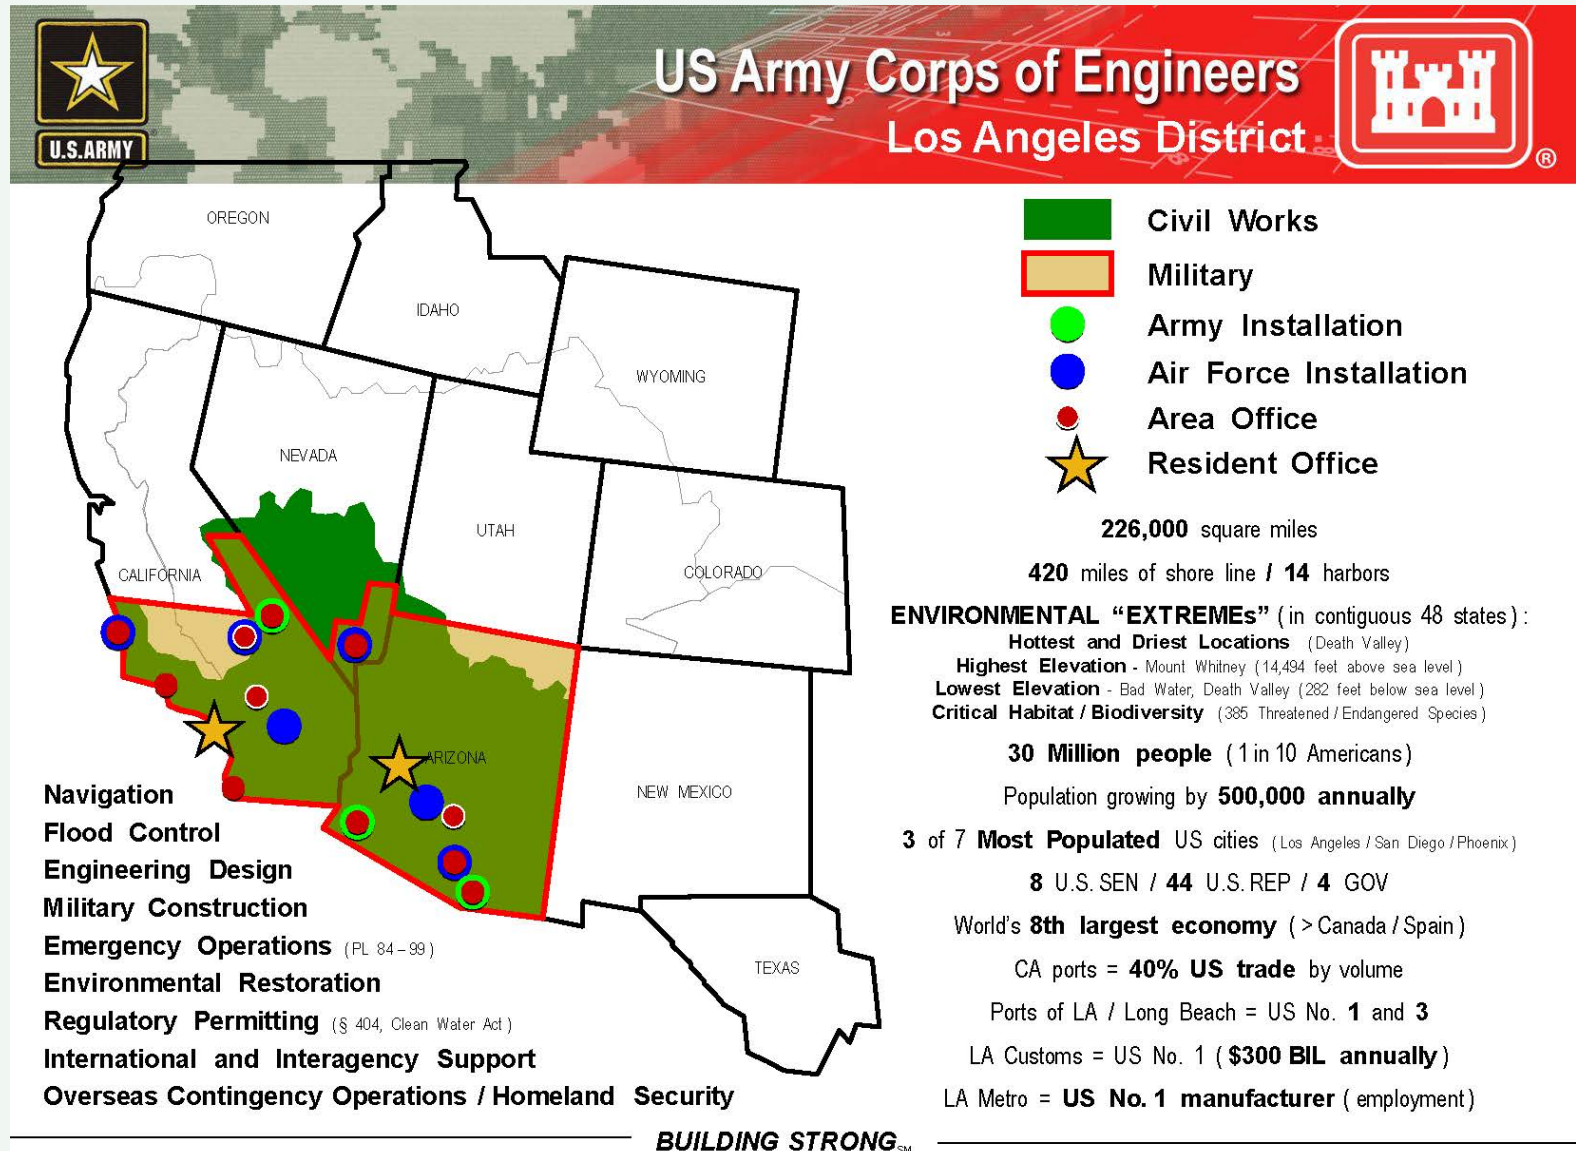 US Army Corps of Engineers
Los Angeles District
U.S.ARMY
®
OREGON
IDAHO
WYOMING
NEVADA
UTAH
CALIFORNIA
COLORADO
ARIZONA
NEW MEXICO
TEXAS
Civil Works
Military
Army Installation
Air Force Installation
Area Office
Resident Office
226,000 square miles
420 miles of shore line / 14 harbors
ENVIRONMENTAL “EXTREMEs” (in contiguous 48 states) :
Hottest and Driest Locations (Death Valley)
Highest Elevation - Mount Whitney (14,494 feet above sea level)
Lowest Elevation - Bad Water, Death Valley (282 feet below sea level)
Critical Habitat / Biodiversity (385 Threatened / Endangered Species)
30 Million people (1 in 10 Americans)
Population growing by 500,000 annually
3 of 7 Most Populated US cities (Los Angeles / San Diego / Phoenix)
8 U.S. SEN / 44 U.S. REP / 4 GOV
World's 8th largest economy (> Canada / Spain)
CA ports = 40% US trade by volume
Ports of LA / Long Beach = US No. 1 and 3
LA Customs = US No. 1 ($300 BIL annually)
LA Metro = US No. 1 manufacturer (employment)
Navigation
Flood Control
Engineering Design
Military Construction
Emergency Operations (PL 84–99)
Environmental Restoration
Regulatory Permitting (§ 404, Clean Water Act)
International and Interagency Support
Overseas Contingency Operations / Homeland Security
BUILDING STRONG SM